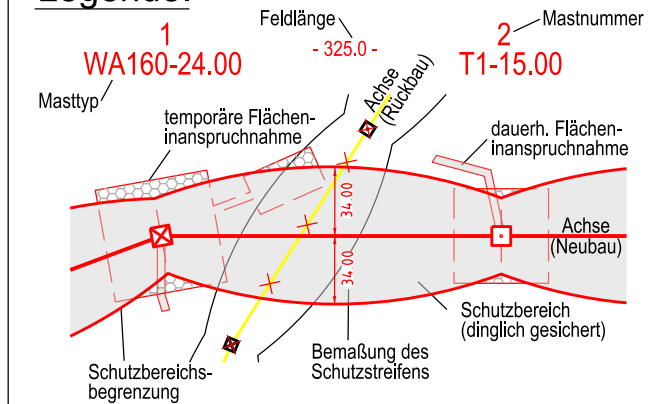 Legende:
Feldlänge
1
- 325.0 -
2
Mastnummer
WA160-24.00
T1-15.00
Masttyp
Achse
(Rückbau)
temporäre Flächen-
inanspruchnahme
dauerh. Flächen-
inanspruchnahme
34.00
34.00
Achse
(Neubau)
Schutzbereich
(dinglich gesichert)
Schutzbereichs-
begrenzung
Bemaßung des
Schutzstreifens